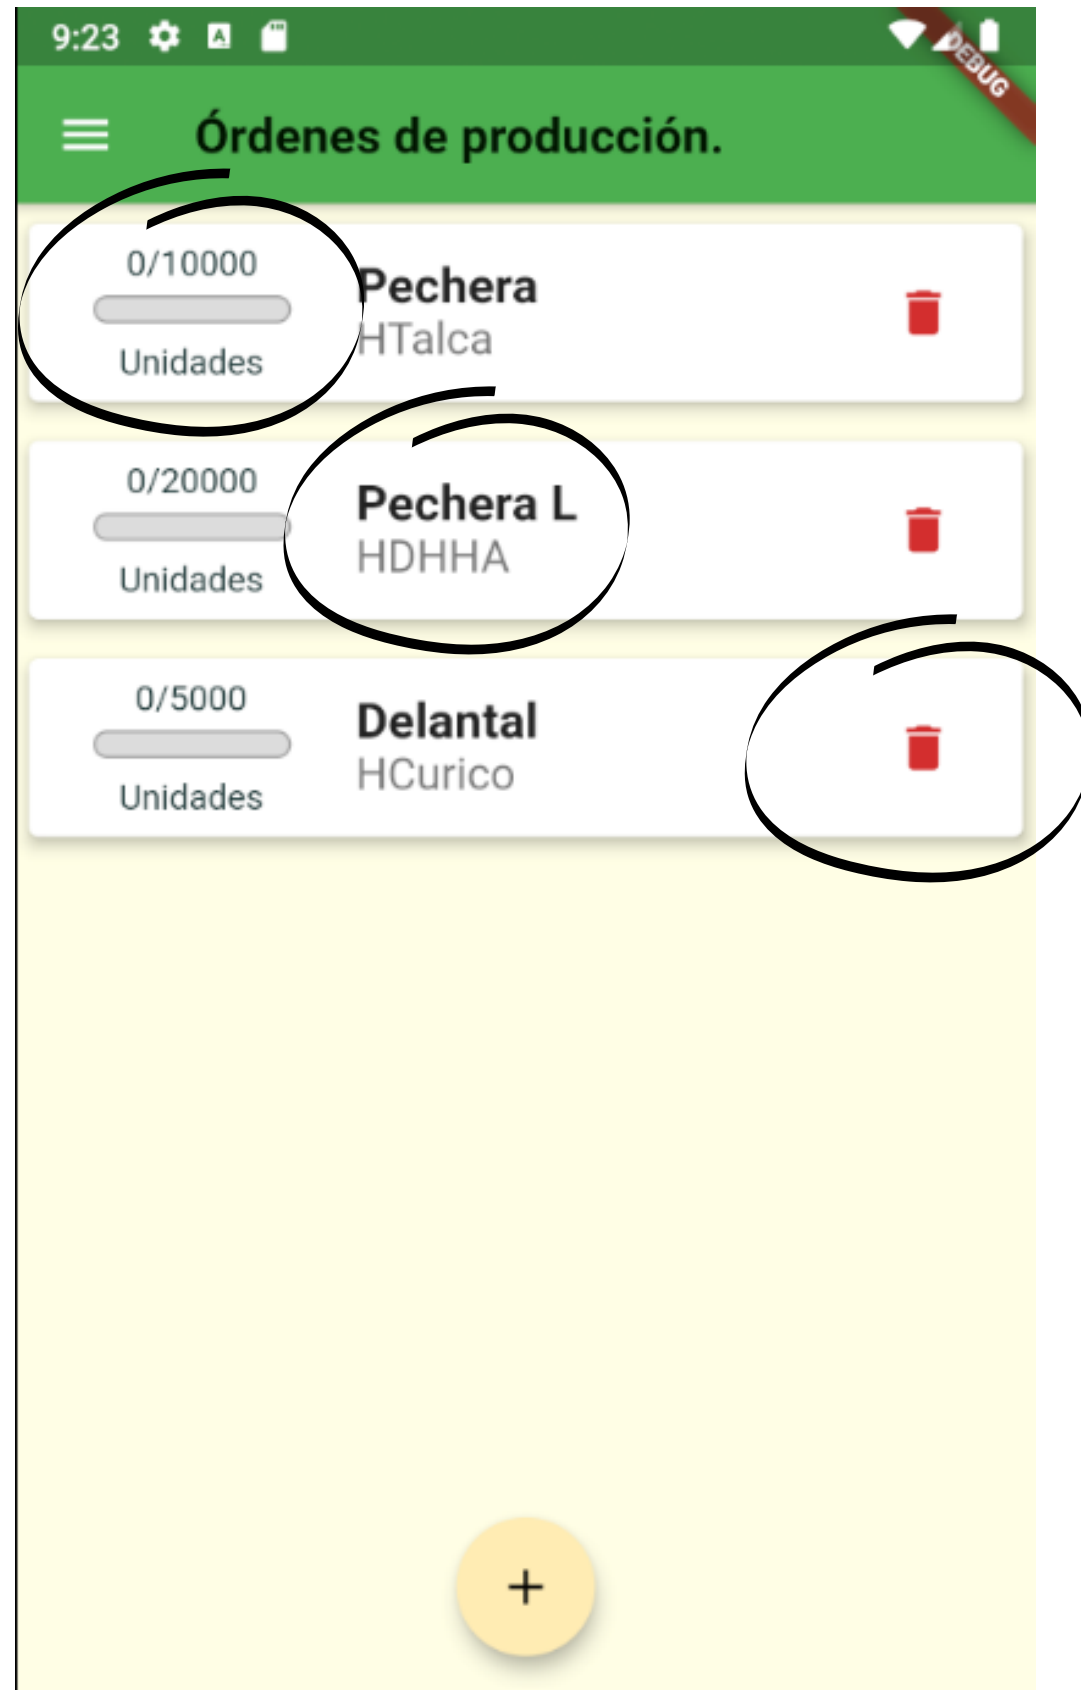 9:23
DEBUG
Órdenes de producción.
0/10000
Unidades
Pechera
HTalca
0/20000
Unidades
Pechera L
HDHHA
0/5000
Unidades
Delantal
HCurico
+